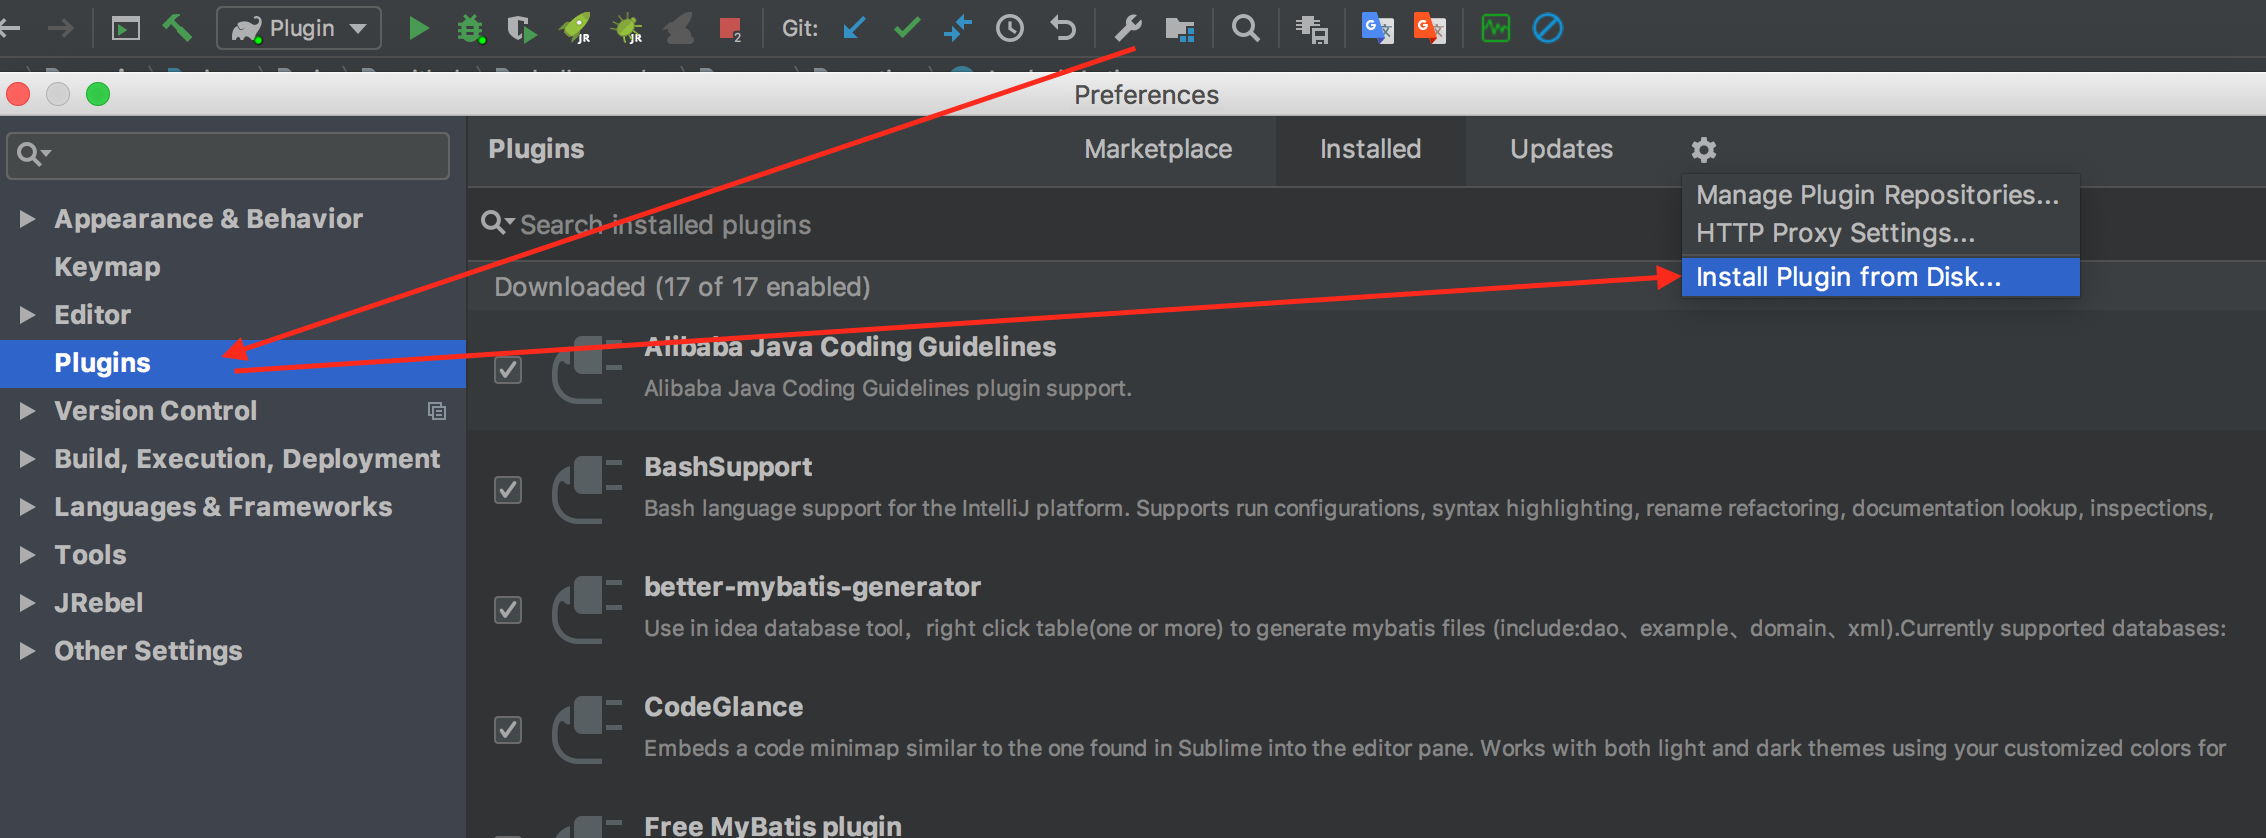 Plugin
JR
JR
2
Git:
Preferences
Plugins
Marketplace
Installed
Updates
Manage Plugin Repositories...
HTTP Proxy Settings...
Install Plugin from Disk...
Appearance & Behavior
Keymap
Editor
Plugins
Version Control
Build, Execution, Deployment
Languages & Frameworks
Tools
JRebel
Other Settings
Search installed plugins
Downloaded (17 of 17 enabled)
Alibaba Java Coding Guidelines
Alibaba Java Coding Guidelines plugin support.
BashSupport
Bash language support for the IntelliJ platform. Supports run configurations, syntax highlighting, rename refactoring, documentation lookup, inspections,
better-mybatis-generator
Use in idea database tool，right click table(one or more) to generate mybatis files (include:dao、example、domain、xml).Currently supported databases:
CodeGlance
Embeds a code minimap similar to the one found in Sublime into the editor pane. Works with both light and dark themes using your customized colors for
Free MyBatis plugin